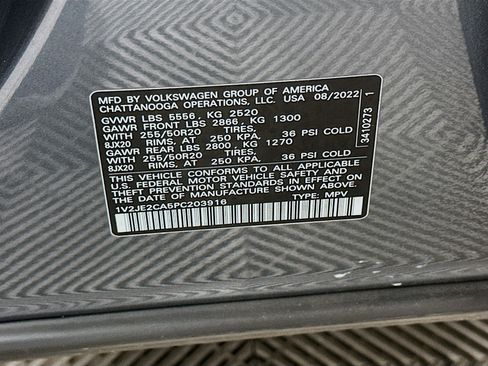 MFD BY VOLKSWAGEN GROUP OF AMERICA
CHATTANOOGA OPERATIONS, LLC. USA 08/2022
GVWR LBS 5556, KG 2520
GAWR FRONT LBS 2866, KG 1300
WITH 255/50R20 TIRES,
8JX20 RIMS, AT 250 KPA. 36 PSI COLD
GAWR REAR LBS 2800, KG 1270
WITH 255/50R20 TIRES,
8JX20 RIMS, AT 250 KPA. 36 PSI COLD
THIS VEHICLE CONFORMS TO ALL APPLICABLE
U.S. FEDERAL MOTOR VEHICLE SAFETY AND
THEFT PREVENTION STANDARDS IN EFFECT ON
THE DATE OF MANUFACTURE SHOWN ABOVE.
1V2JE2CA5PC203916 TYPE: MPV
3410273 1